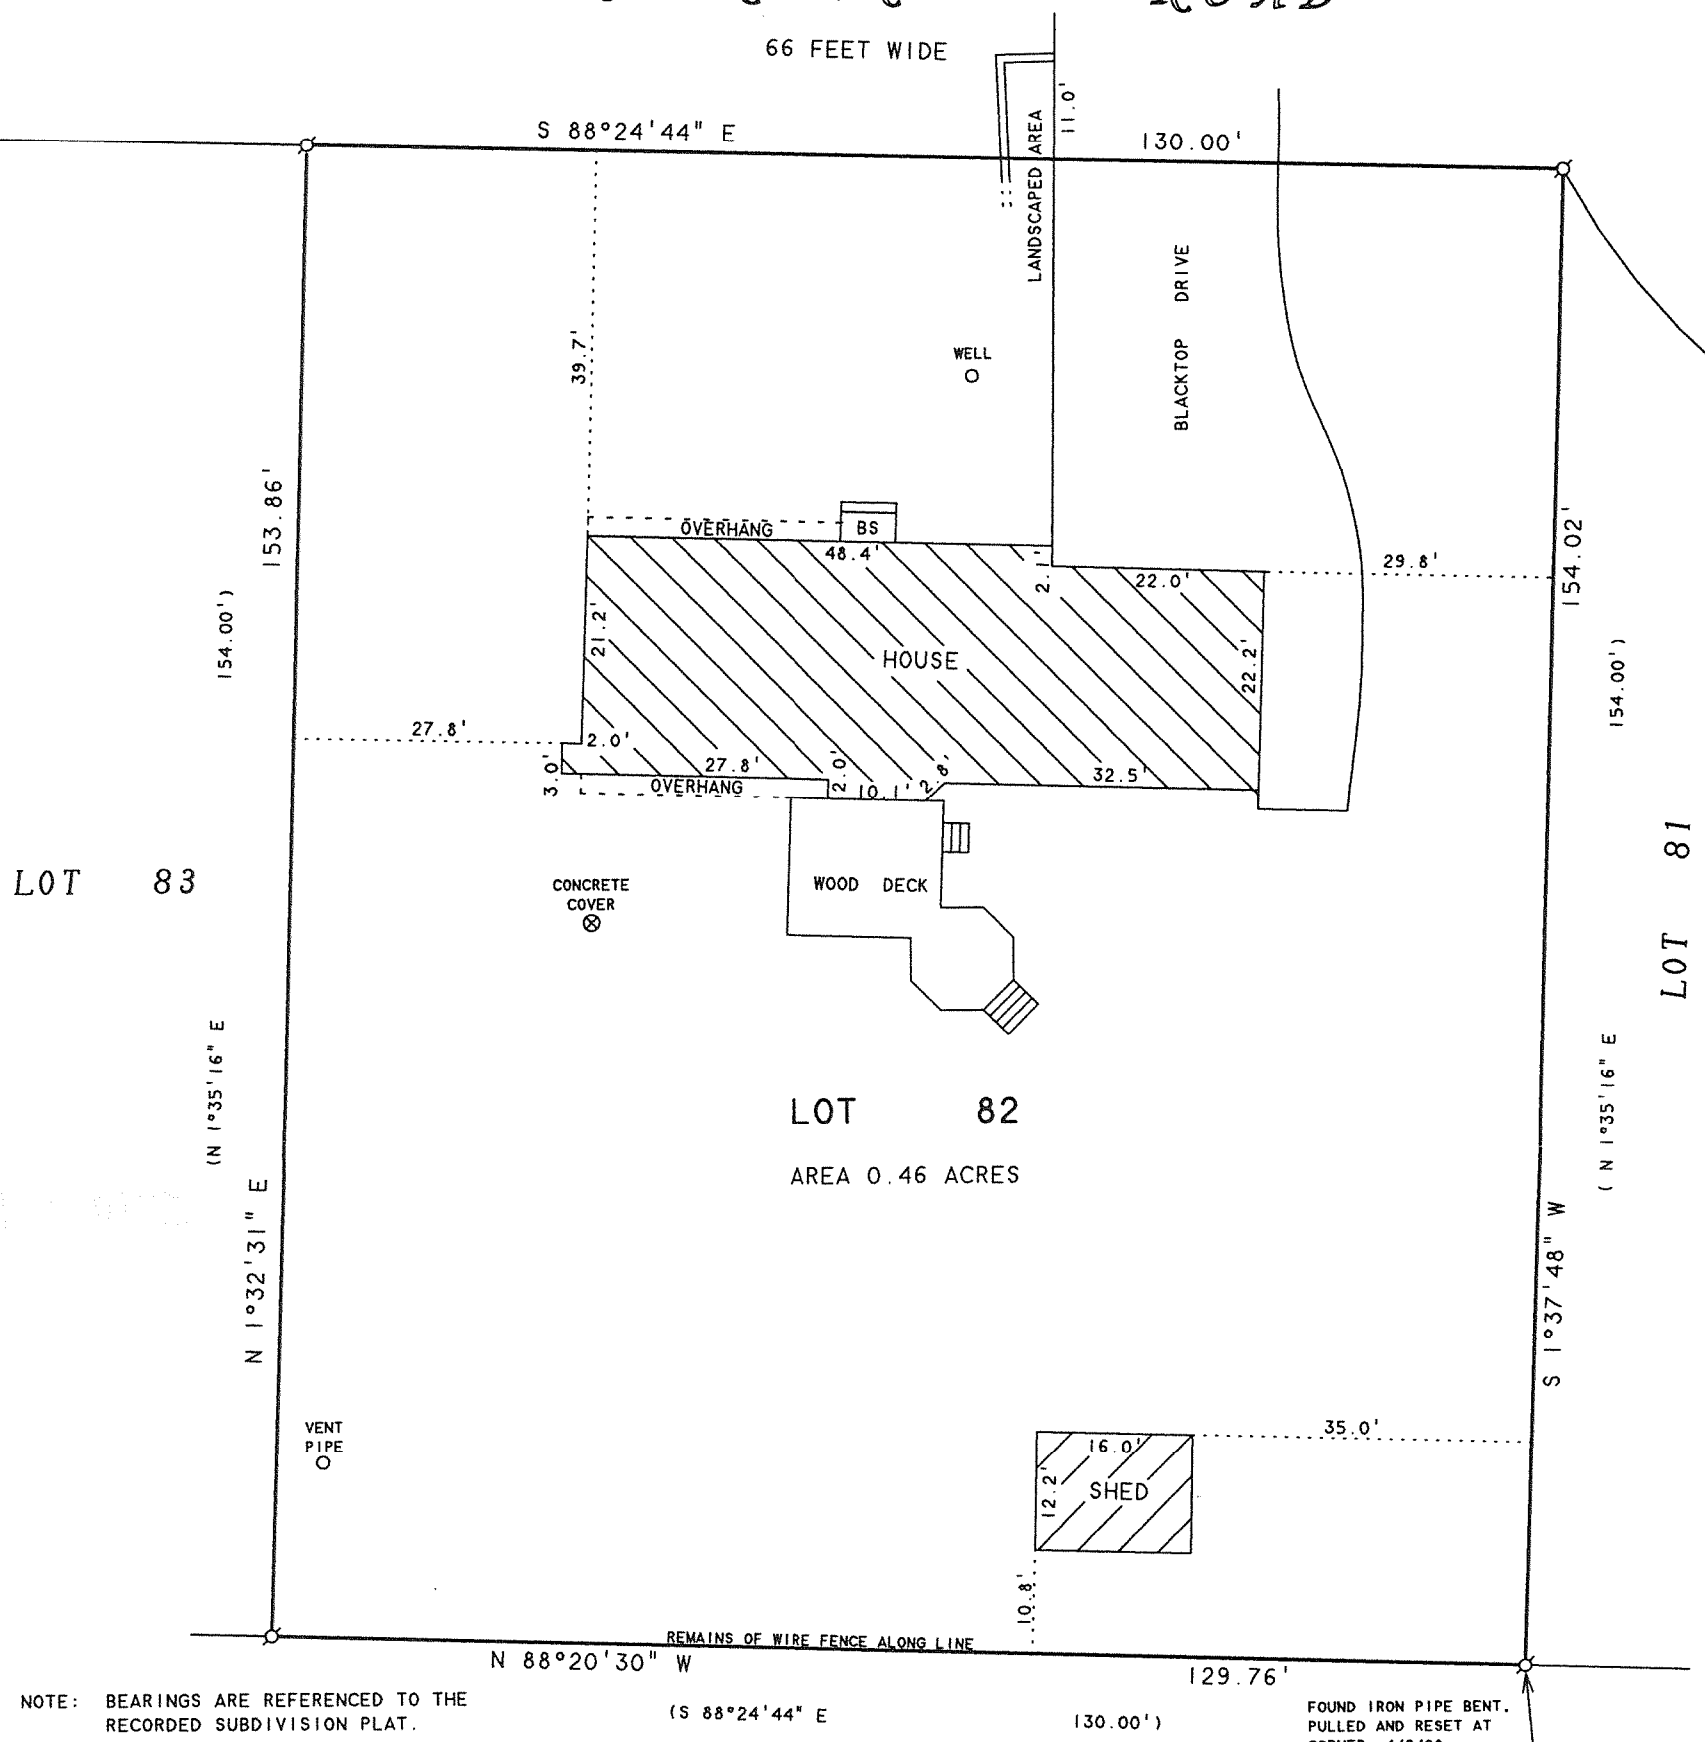 ROAD
66 FEET WIDE
S 88°24'44" E
130.00'
11.0'
LANDSCAPED AREA
BLACKTOP DRIVE
39.7'
WELL
153.86'
154.00')
OVERHANG
BS
48.4'
2.1'
22.0'
29.8'
154.02'
154.00')
21.2'
HOUSE
22.2'
27.8'
2.0'
3.0'
27.8'
2.0'
10.1'
2.8'
32.5'
OVERHANG
LOT 83
CONCRETE
COVER
WOOD DECK
LOT 81
(N 1°35'16" E
LOT 82
AREA 0.46 ACRES
( N 1°35'16" E
N 1°32'31" E
S 1°37'48" W
VENT
PIPE
16.0'
35.0'
12.2'
SHED
10.8'
REMAINS OF WIRE FENCE ALONG LINE
N 88°20'30" W
129.76'
NOTE: BEARINGS ARE REFERENCED TO THE
RECORDED SUBDIVISION PLAT.
(S 88°24'44" E
130.00')
FOUND IRON PIPE BENT.
PULLED AND RESET AT